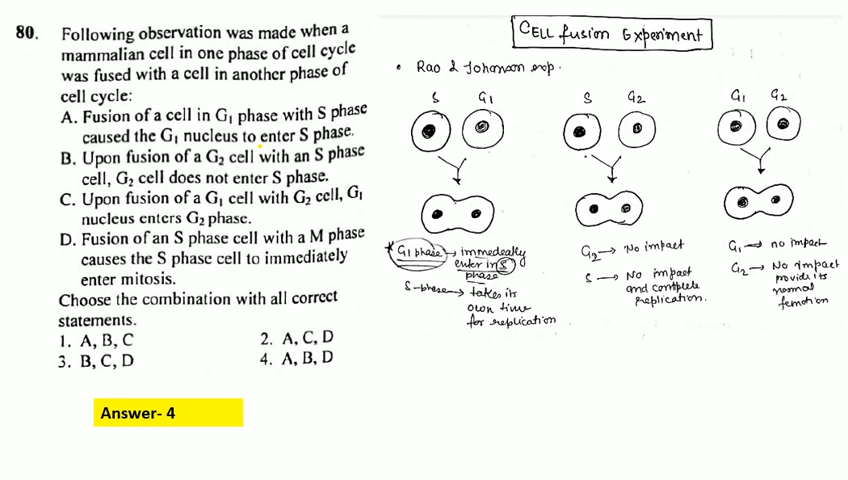 80. Following observation was made when a
mammalian cell in one phase of cell cycle
was fused with a cell in another phase of
cell cycle:
A. Fusion of a cell in G₁ phase with S phase
caused the G₁ nucleus to enter S phase.
B. Upon fusion of a G₂ cell with an S phase
cell, G₂ cell does not enter S phase.
C. Upon fusion of a G₁ cell with G₂ cell, G₁
nucleus enters G₂ phase.
D. Fusion of an S phase cell with a M phase
causes the S phase cell to immediately
enter mitosis.
Choose the combination with all correct
statements.
1. A, B, C 2. A, C, D
3. B, C, D 4. A, B, D
Answer- 4
CELL fusion Experiment
• Rao & Johonson exp.
S G1 S G2 G1 G2
* G1 phase → immedeatly
enter in S
phase
S-phase → takes its
own time
for replication
G2 → No impact
S → No impact
and complete
replication.
G1 → no impact
G2 → No impact
provide its
normal